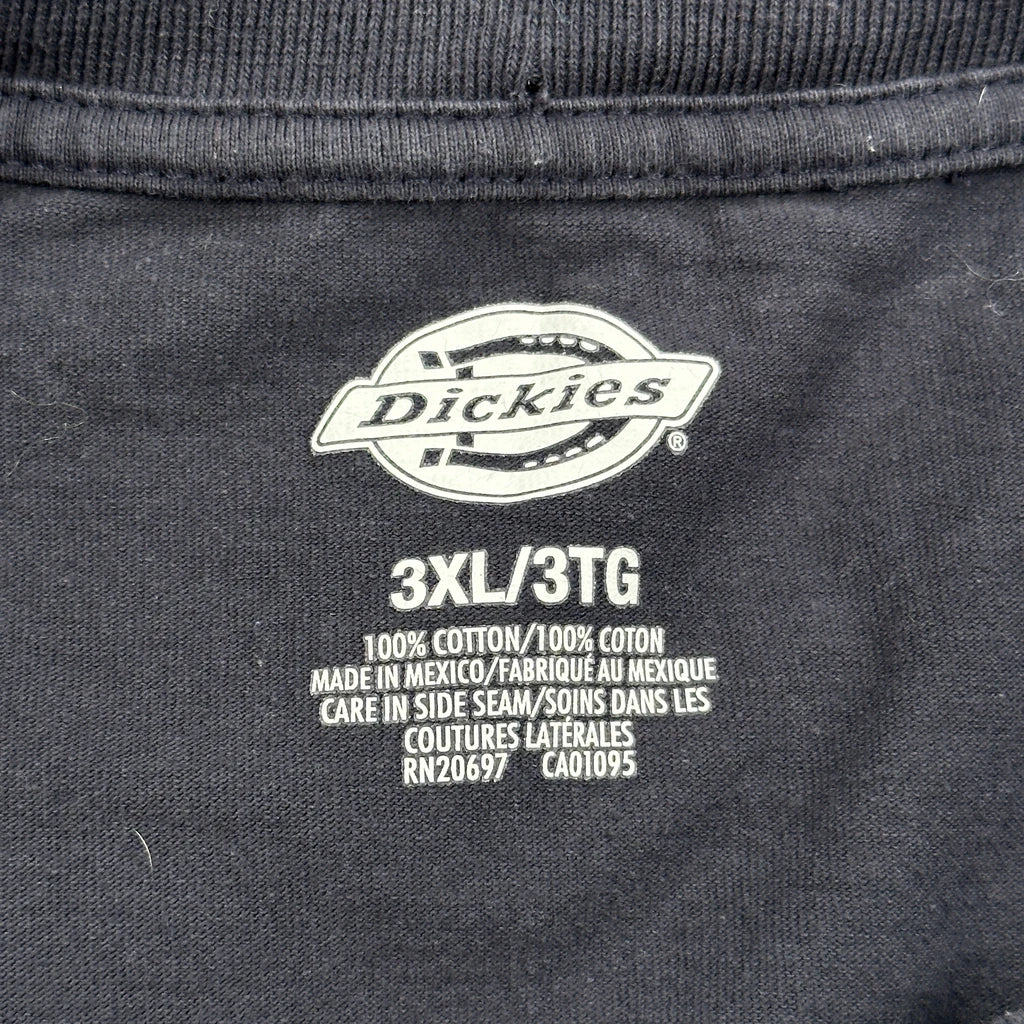 Dickies
®
3XL/3TG
100% COTTON/100% COTON
MADE IN MEXICO/FABRIQUÉ AU MEXIQUE
CARE IN SIDE SEAM/SOINS DANS LES
COUTURES LATÉRALES
RN20697 CA01095